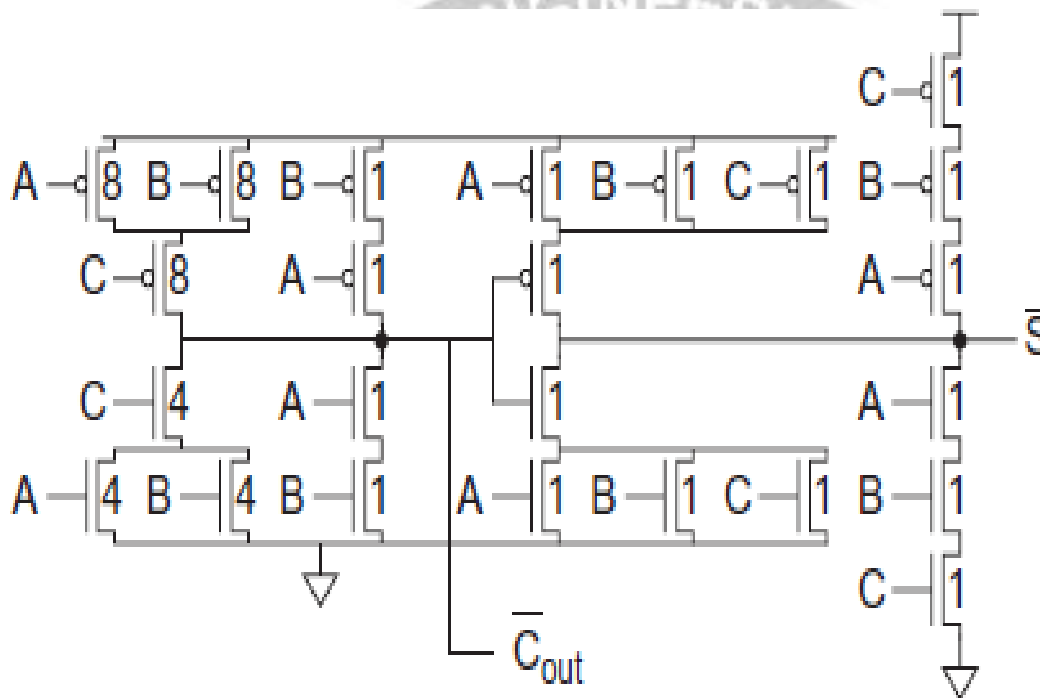 C 1
A 8 B 8 B 1 A 1 B 1 C 1 B 1
C 8 A 1 1 A 1
S̅
C 4 A 1 1 A 1
A 4 B 4 B 1 A 1 B 1 C 1 B 1
C 1
C̅out